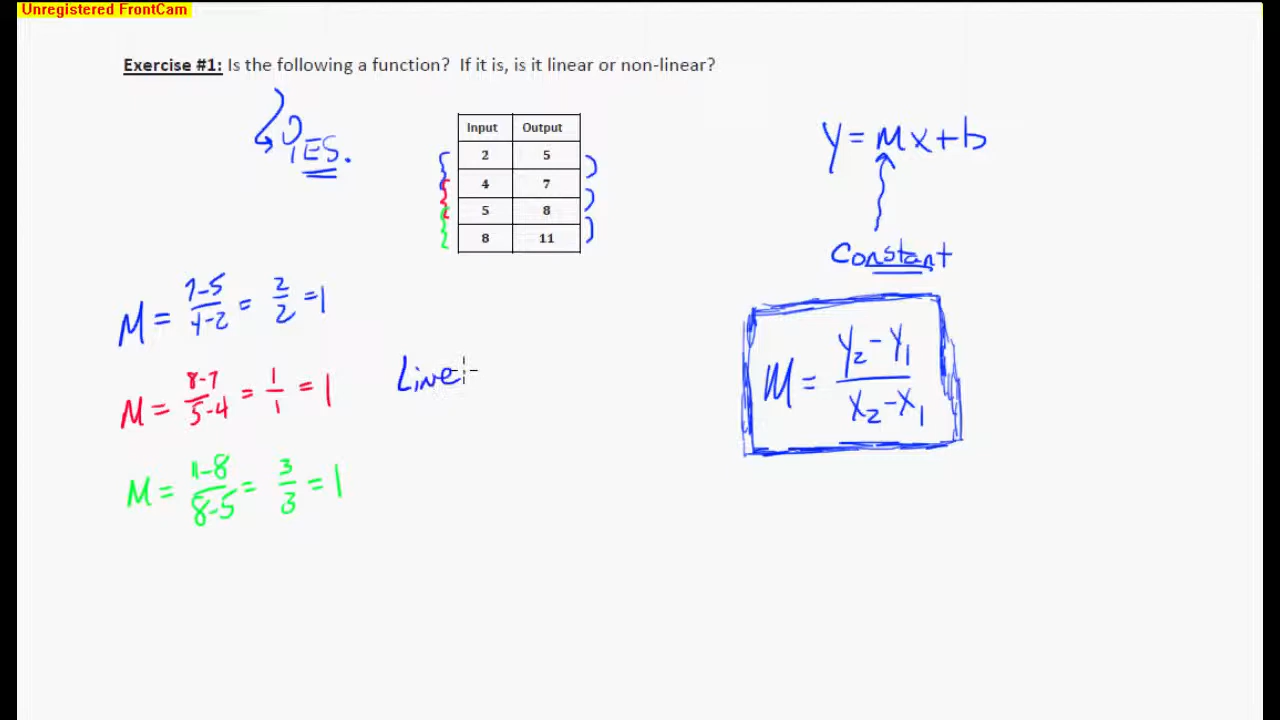 Unregistered FrontCam
Exercise #1: Is the following a function? If it is, is it linear or non-linear?
YES.
Input Output
2 5
4 7
5 8
8 11
y = mx+b
Constant
M = 7-5/4-2 = 2/2 = 1
M = 8-7/5-4 = 1/1 = 1
M = 11-8/8-5 = 3/3 = 1
Line
M = y₂-y₁/x₂-x₁